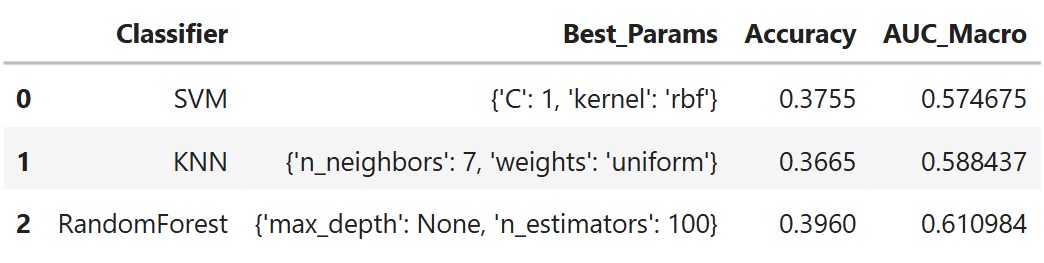 Classifier Best_Params Accuracy AUC_Macro
0 SVM {'C': 1, 'kernel': 'rbf'} 0.3755 0.574675
1 KNN {'n_neighbors': 7, 'weights': 'uniform'} 0.3665 0.588437
2 RandomForest {'max_depth': None, 'n_estimators': 100} 0.3960 0.610984